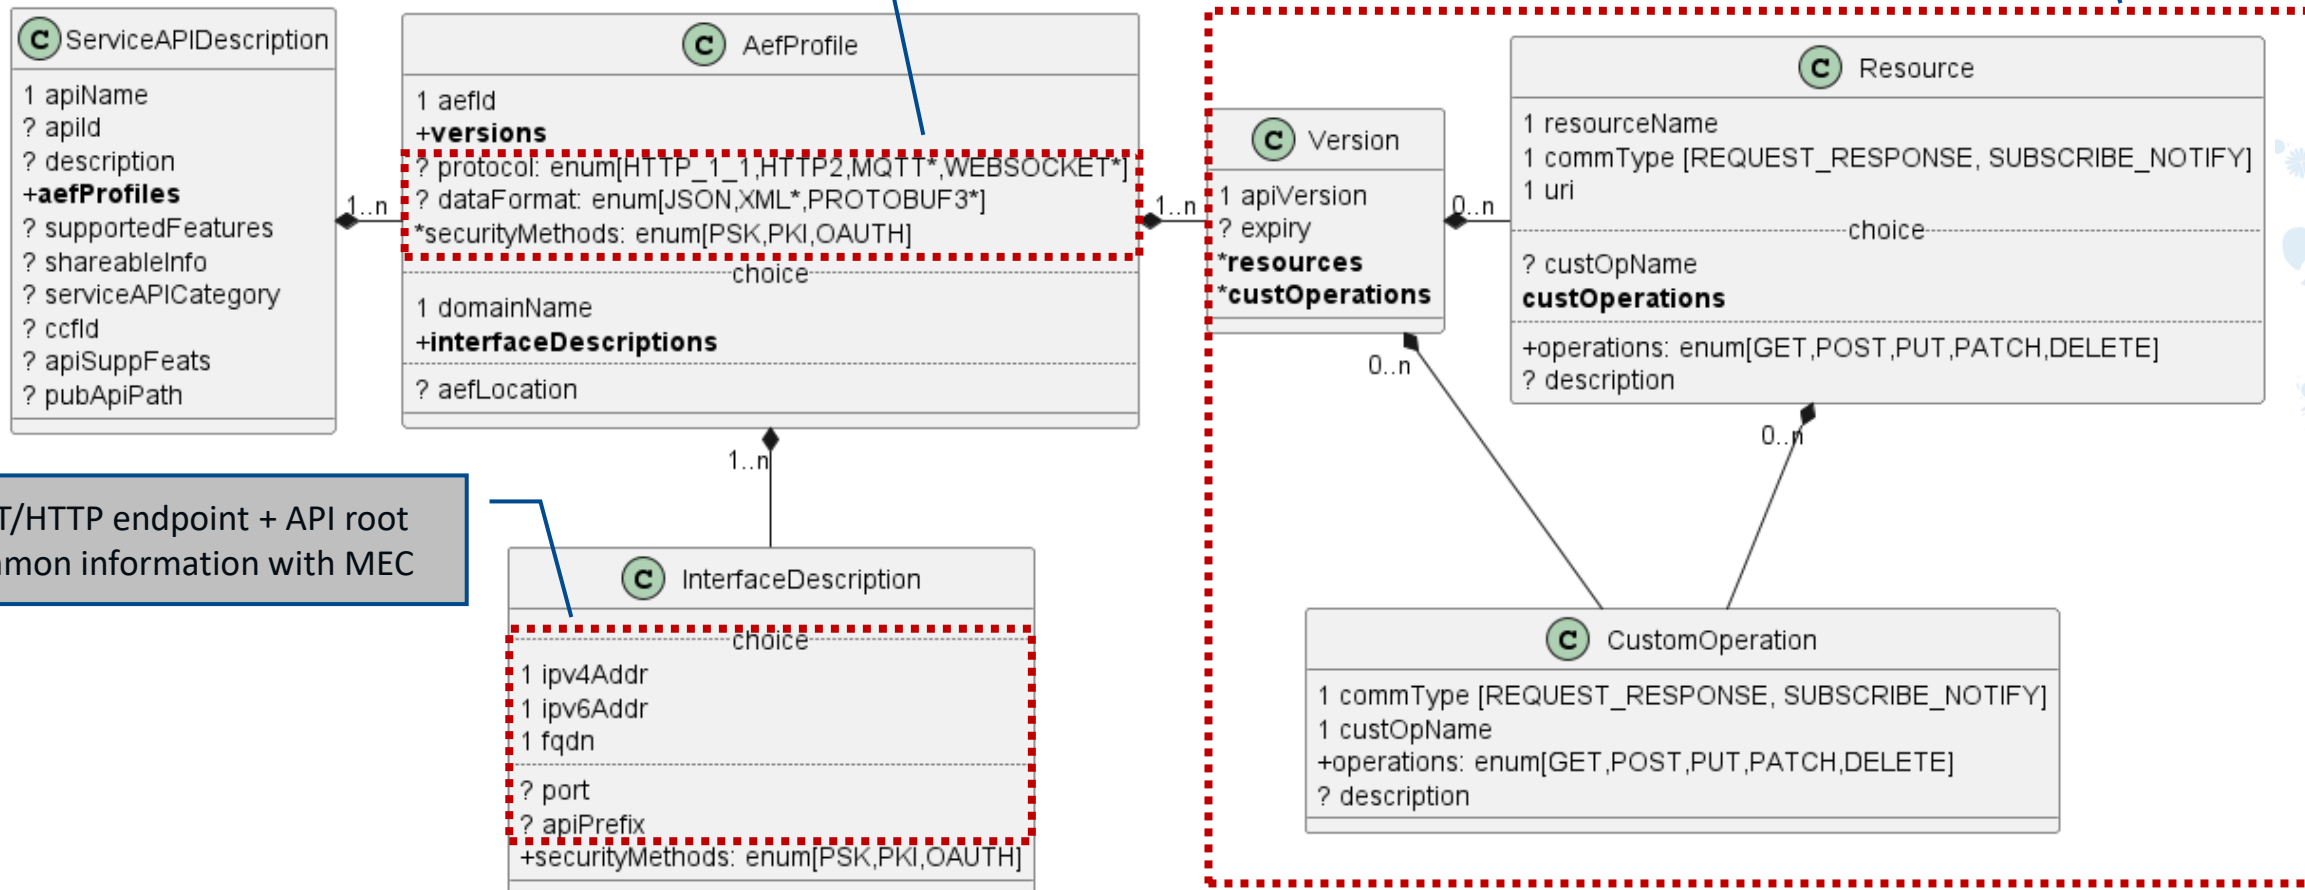 C ServiceAPIDescription
1 apiName
? apiId
? description
+aefProfiles
? supportedFeatures
? shareableInfo
? serviceAPICategory
? ccfId
? apiSuppFeats
? pubApiPath
1..n
C AefProfile
1 aefId
+versions
? protocol: enum[HTTP_1_1,HTTP2,MQTT*,WEBSOCKET*]
? dataFormat: enum[JSON,XML*,PROTOBUF3*]
*securityMethods: enum[PSK,PKI,OAUTH]
choice
1 domainName
+interfaceDescriptions
? aefLocation
1..n
1..n
C Version
1 apiVersion
? expiry
*resources
*custOperations
0..n
0..n
C Resource
1 resourceName
1 commType [REQUEST_RESPONSE, SUBSCRIBE_NOTIFY]
1 uri
choice
? custOpName
custOperations
+operations: enum[GET,POST,PUT,PATCH,DELETE]
? description
0..n
T/HTTP endpoint + API root
mon information with MEC
C InterfaceDescription
choice
1 ipv4Addr
1 ipv6Addr
1 fqdn
? port
? apiPrefix
+securityMethods: enum[PSK,PKI,OAUTH]
C CustomOperation
1 commType [REQUEST_RESPONSE, SUBSCRIBE_NOTIFY]
1 custOpName
+operations: enum[GET,POST,PUT,PATCH,DELETE]
? description